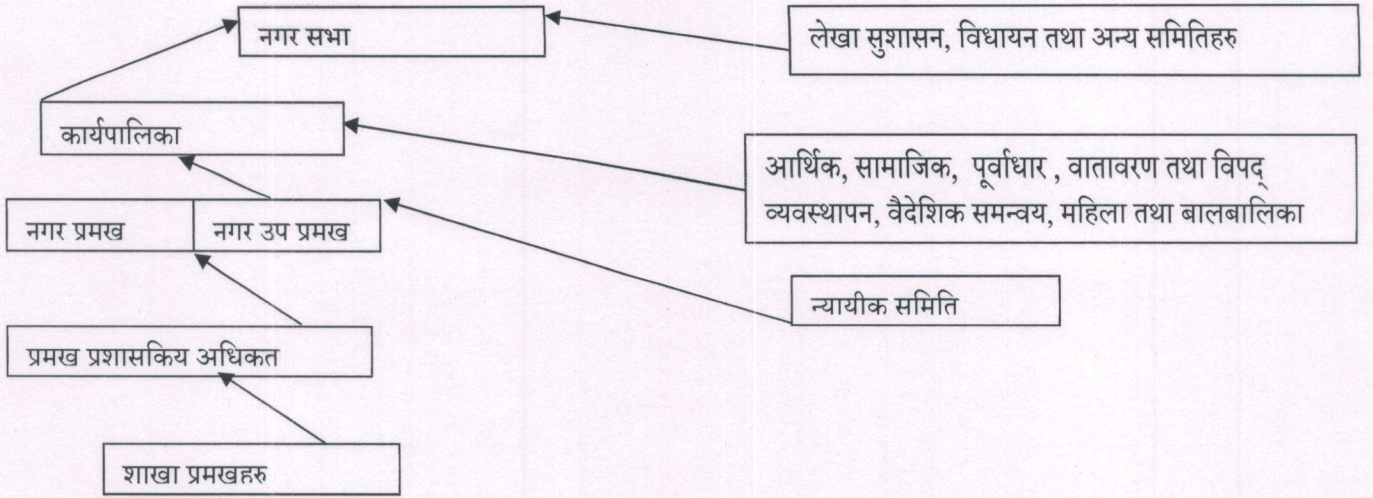 नगर सभा
लेखा सुशासन, विधायन तथा अन्य समितिहरु
कार्यपालिका
आर्थिक, सामाजिक, पूर्वाधार , वातावरण तथा विपद्
व्यवस्थापन, वैदेशिक समन्वय, महिला तथा बालबालिका
नगर प्रमख
नगर उप प्रमख
न्यायीक समिति
प्रमख प्रशासकिय अधिकत
शाखा प्रमखहरु